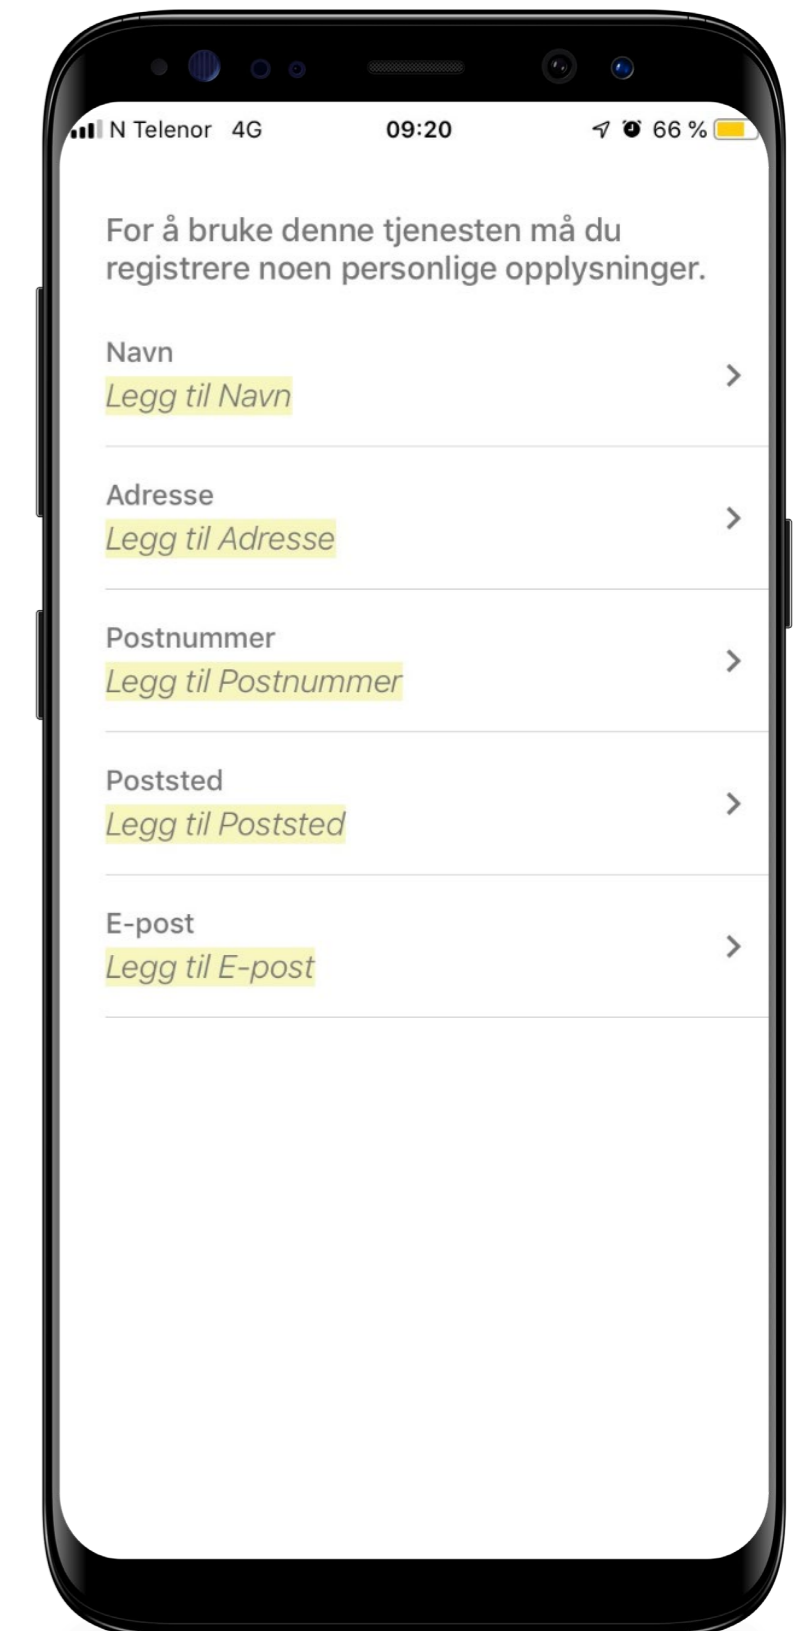 N Telenor 4G 09:20 66 %
For å bruke denne tjenesten må du
registrere noen personlige opplysninger.
Navn
Legg til Navn
Adresse
Legg til Adresse
Postnummer
Legg til Postnummer
Poststed
Legg til Poststed
E-post
Legg til E-post